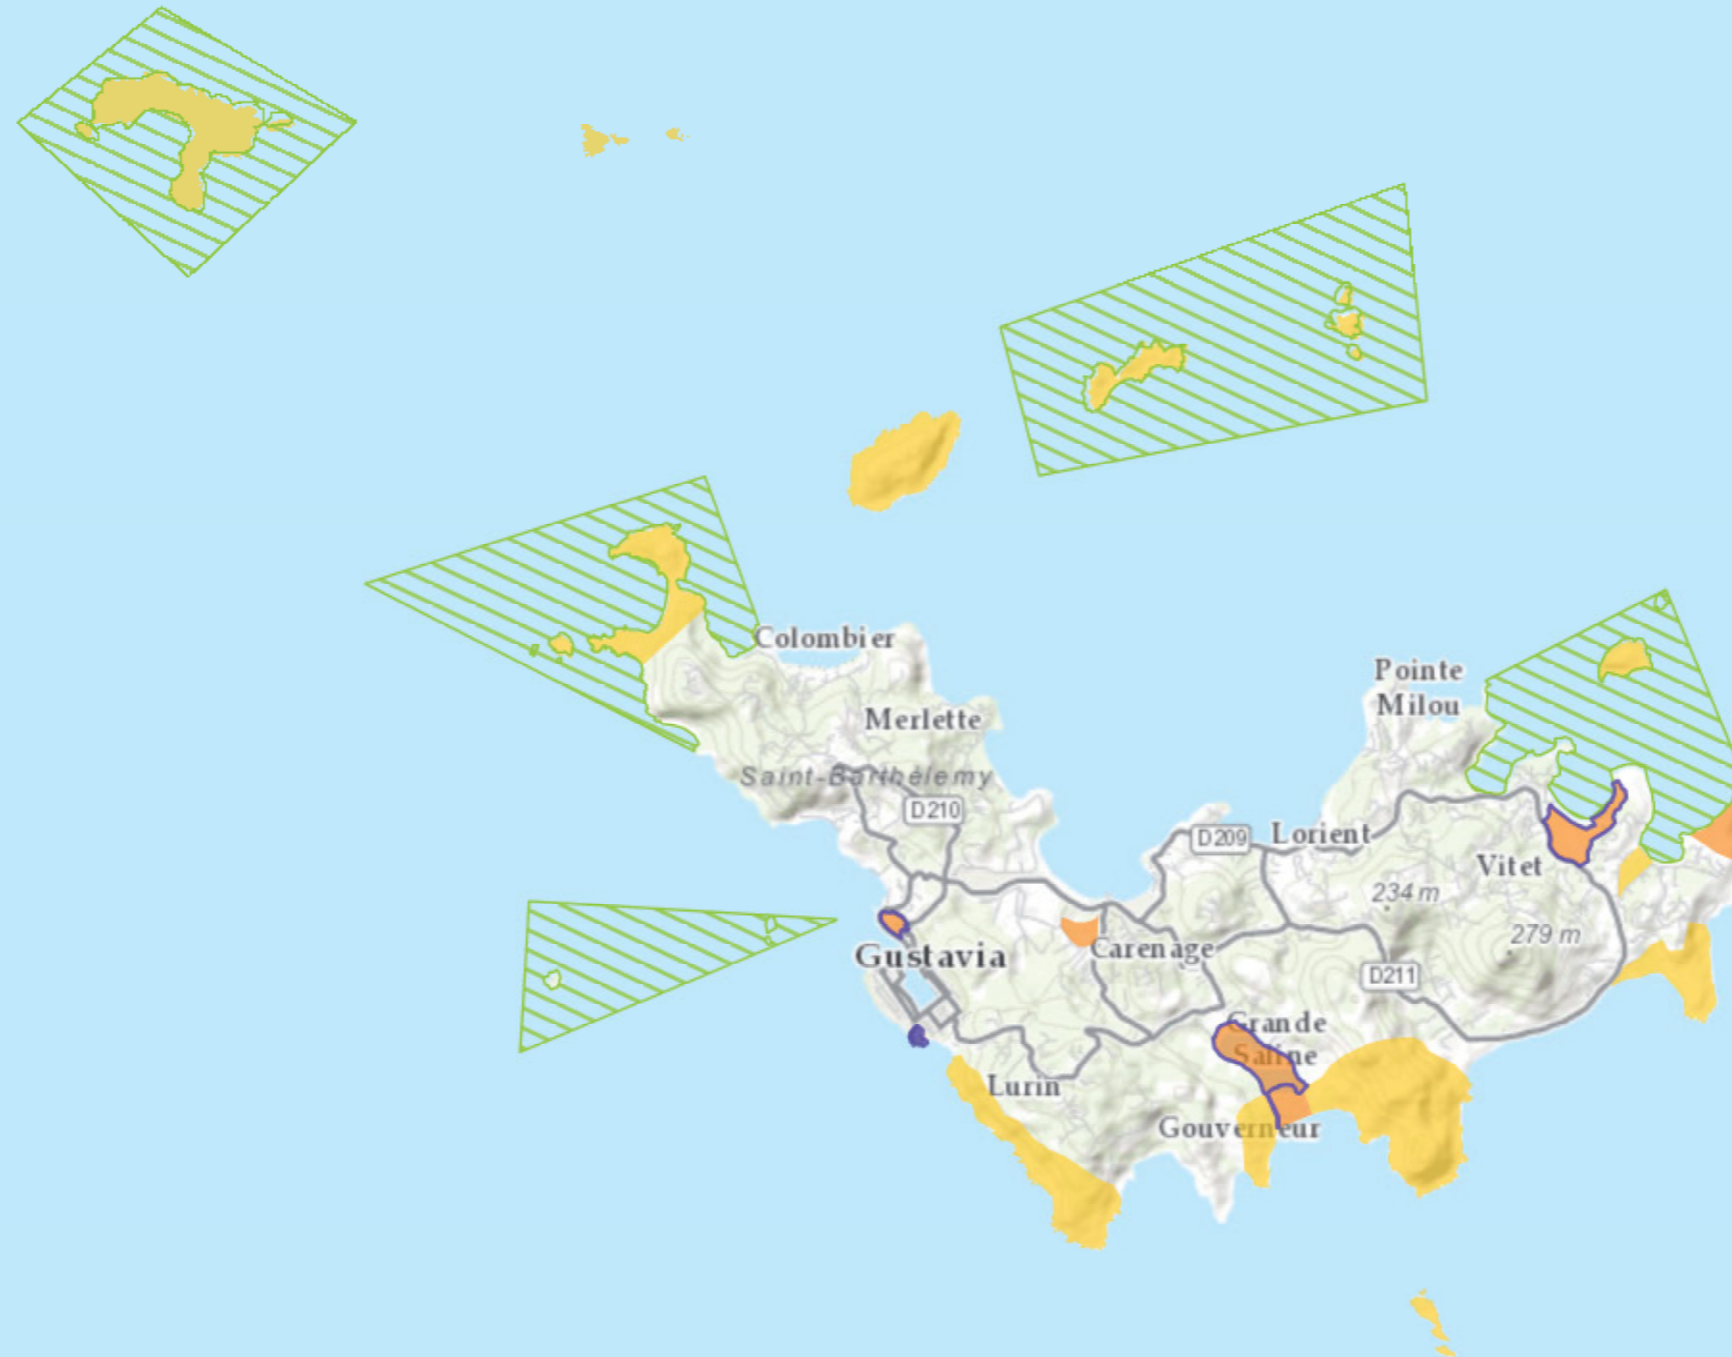 Colombier
Pointe
Milou
Merlette
Saint-Barthélemy
D210
D209
Lorient
Vitet
234 m
279 m
Gustavia
Carenage
D211
Grande
Saline
Lurin
Gouverneur